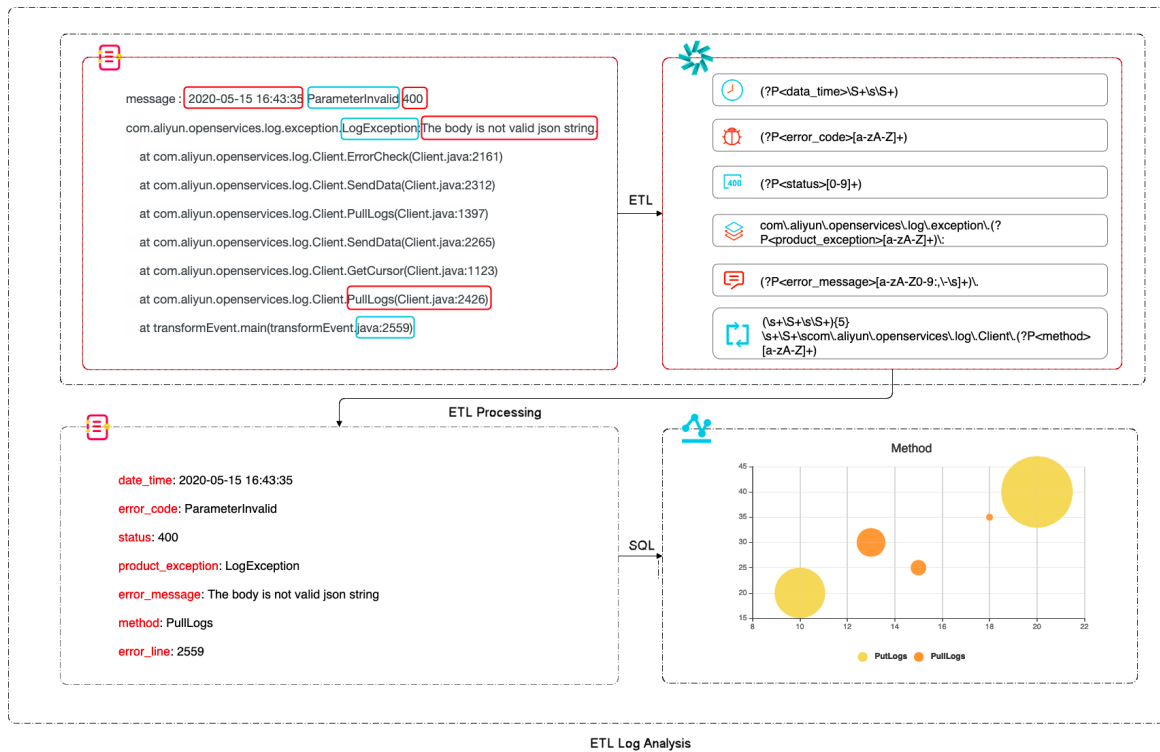 message : 2020-05-15 16:43:35 ParameterInvalid 400
com.aliyun.openservices.log.exception.LogException:The body is not valid json string.
at com.aliyun.openservices.log.Client.ErrorCheck(Client.java:2161)
at com.aliyun.openservices.log.Client.SendData(Client.java:2312)
at com.aliyun.openservices.log.Client.PullLogs(Client.java:1397)
at com.aliyun.openservices.log.Client.SendData(Client.java:2265)
at com.aliyun.openservices.log.Client.GetCursor(Client.java:1123)
at com.aliyun.openservices.log.Client.PullLogs(Client.java:2426)
at transformEvent.main(transformEvent.java:2559)
ETL
(?P<data_time>\S+\s\S+)
(?P<error_code>[a-zA-Z]+)
400
(?P<status>[0-9]+)
com\.aliyun\.openservices\.log\.exception\.(?
P<product_exception>[a-zA-Z]+)\:
(?P<error_message>[a-zA-Z0-9:,\-\s]+)\.
(\s+\S+\s\S+){5}
\s+\S+\scom\.aliyun\.openservices\.log\.Client\.(?P<method>
[a-zA-Z]+)
ETL Processing
date_time: 2020-05-15 16:43:35
error_code: ParameterInvalid
status: 400
product_exception: LogException
error_message: The body is not valid json string
method: PullLogs
error_line: 2559
SQL
Method
45
40
35
30
25
20
15
8 10 12 14 16 18 20 22
PutLogs PullLogs
ETL Log Analysis